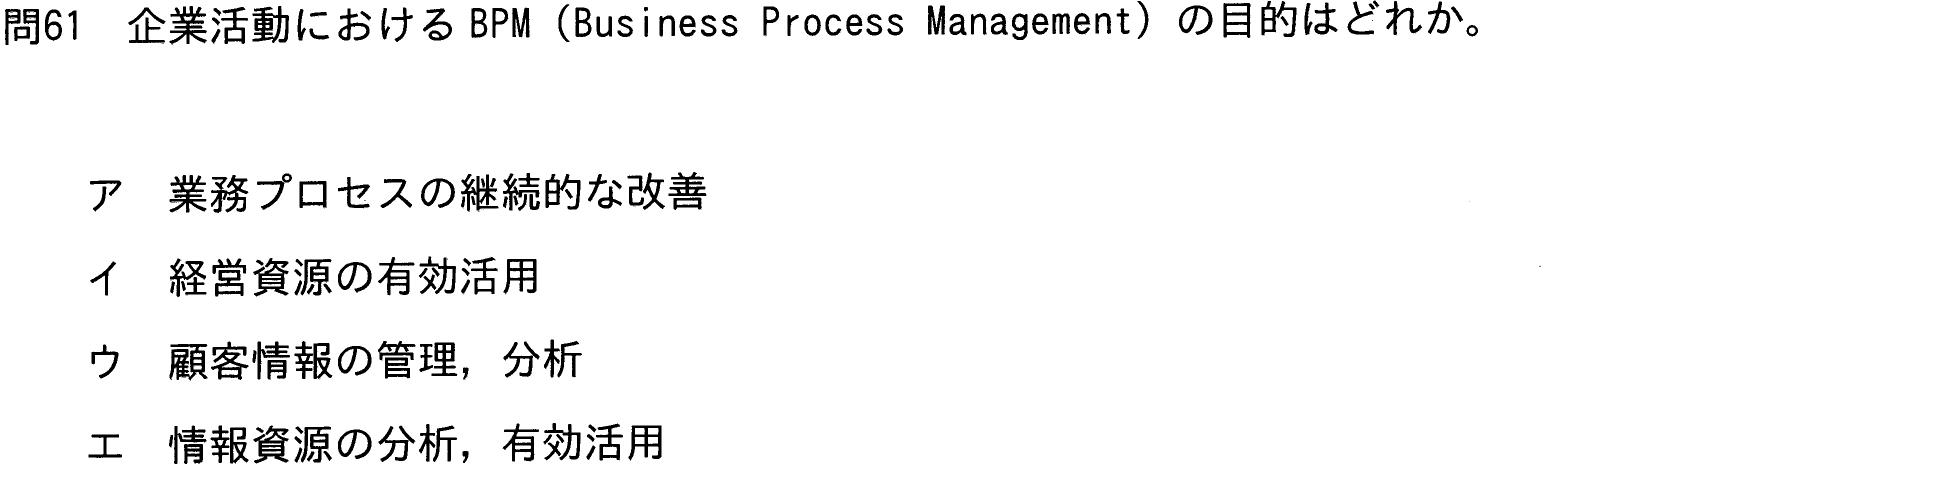 問61 企業活動における BPM（Business Process Management）の目的はどれか。
ア 業務プロセスの継続的な改善
イ 経営資源の有効活用
ウ 顧客情報の管理，分析
エ 情報資源の分析，有効活用